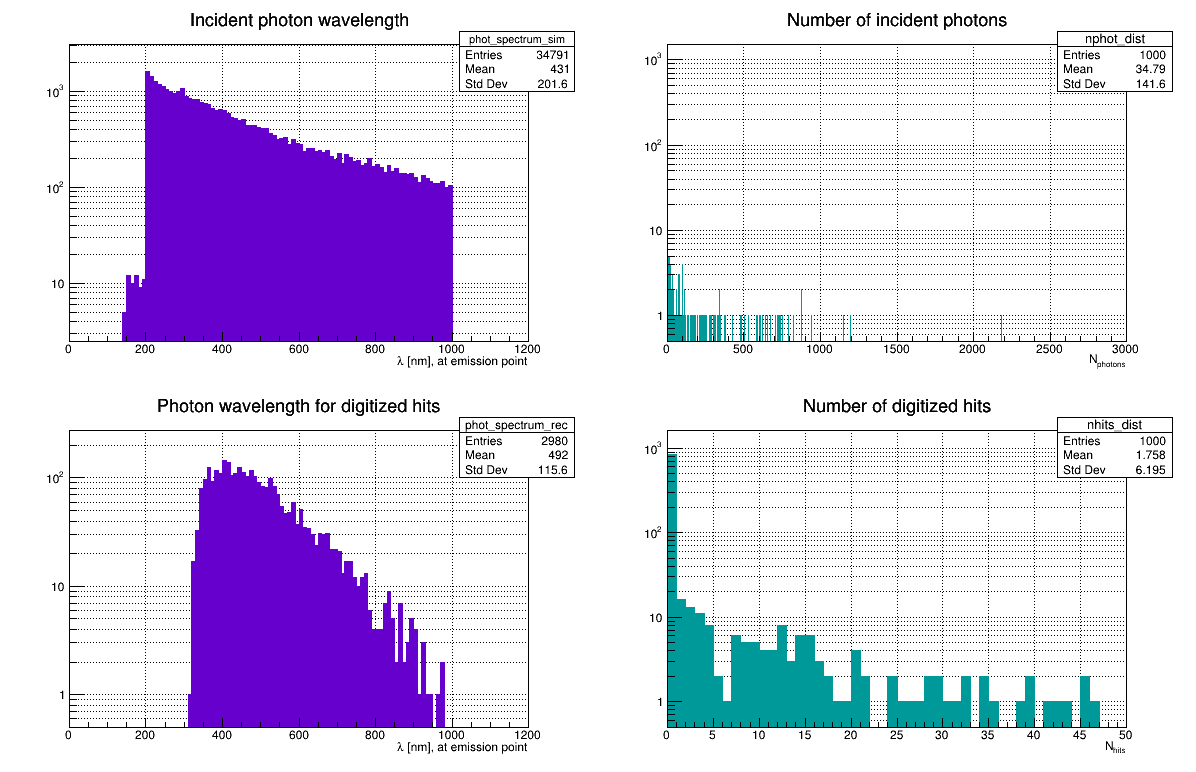 Incident photon wavelength
phot_spectrum_sim
Entries 34791
Mean 431
Std Dev 201.6
10³
10²
10
0 200 400 600 800 1000 1200
λ [nm], at emission point
Number of incident photons
nphot_dist
Entries 1000
Mean 34.79
Std Dev 141.6
10³
10²
10
1
0 500 1000 1500 2000 2500 3000
N_photons
Photon wavelength for digitized hits
phot_spectrum_rec
Entries 2980
Mean 492
Std Dev 115.6
10²
10
1
0 200 400 600 800 1000 1200
λ [nm], at emission point
Number of digitized hits
nhits_dist
Entries 1000
Mean 1.758
Std Dev 6.195
10³
10²
10
1
0 5 10 15 20 25 30 35 40 45 50
N_hits